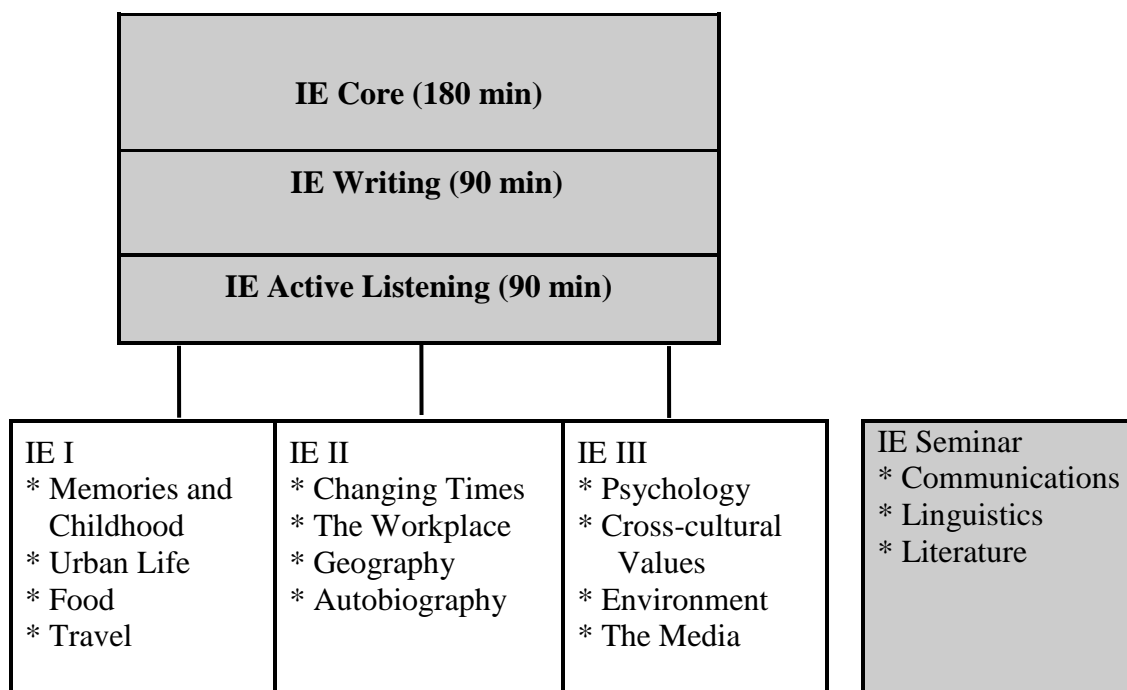 IE Core (180 min)
IE Writing (90 min)
IE Active Listening (90 min)
IE I
* Memories and
Childhood
* Urban Life
* Food
* Travel
IE II
* Changing Times
* The Workplace
* Geography
* Autobiography
IE III
* Psychology
* Cross-cultural
Values
* Environment
* The Media
IE Seminar
* Communications
* Linguistics
* Literature